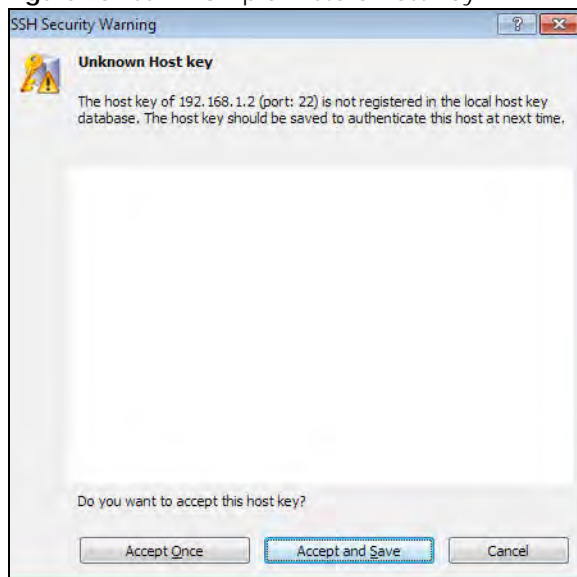 SSH Security Warning
Unknown Host key
The host key of 192.168.1.2 (port: 22) is not registered in the local host key
database. The host key should be saved to authenticate this host at next time.
Do you want to accept this host key?
Accept Once
Accept and Save
Cancel